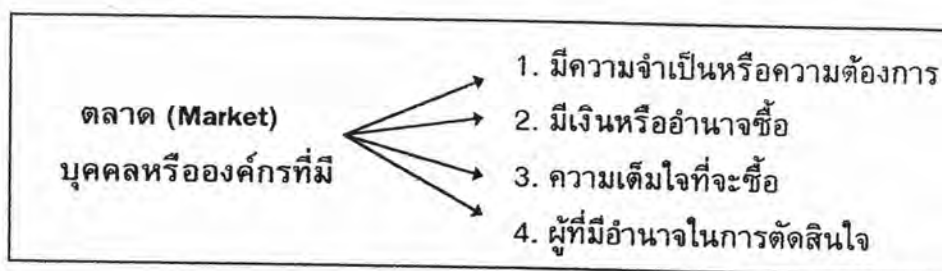 ตลาด (Market)
บุคคลหรือองค์กรที่มี
1. มีความจำเป็นหรือความต้องการ
2. มีเงินหรืออำนาจซื้อ
3. ความเต็มใจที่จะซื้อ
4. ผู้ที่มีอำนาจในการตัดสินใจ